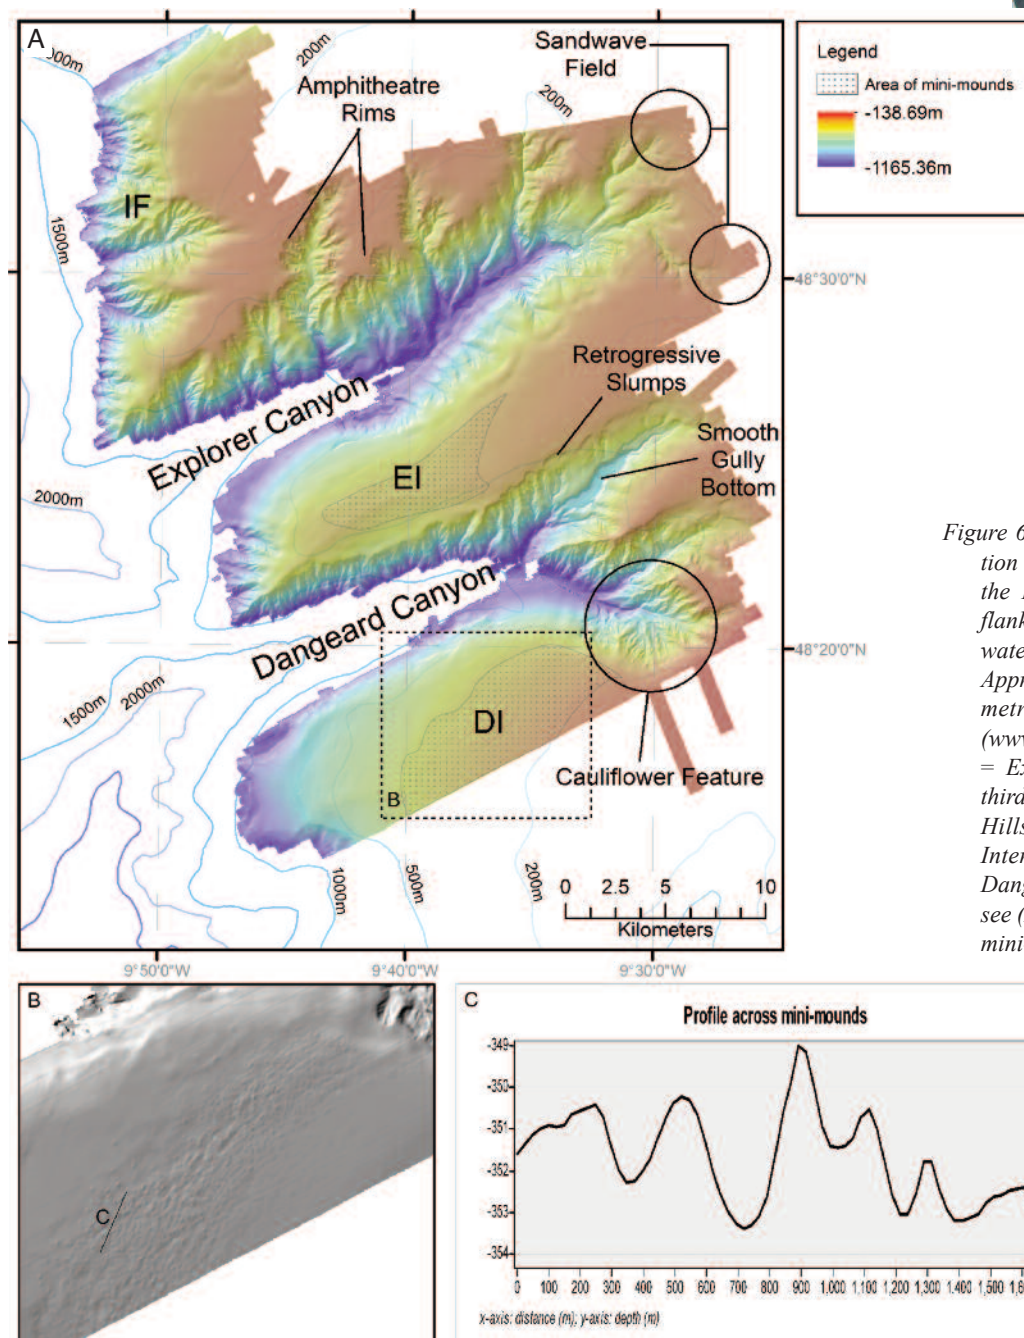 A
000m
200m
Sandwave
Field
Amphitheatre
Rims
200m
IF
1500m
Legend
Area of mini-mounds
-138.69m
-1165.36m
48°30'0"N
Retrogressive
Slumps
Explorer Canyon
Smooth
Gully
Bottom
EI
2000m
Dangeard Canyon
48°20'0"N
1500m
2000m
DI
B
Cauliflower Feature
1000m
500m
200m
0 2.5 5 10
Kilometers
9°50'0"W
9°40'0"W
9°30'0"W
Figure 6
tion
the
flank
wate
Appr
metr
(www
= Ex
third
Hills
Inter
Dang
see (
mini
B
C
C
Profile across mini-mounds
-349
-350
-351
-352
-353
-354
0 100 200 300 400 500 600 700 800 900 1,000 1,100 1,200 1,300 1,400 1,500 1,6
x-axis: distance (m); y-axis: depth (m)